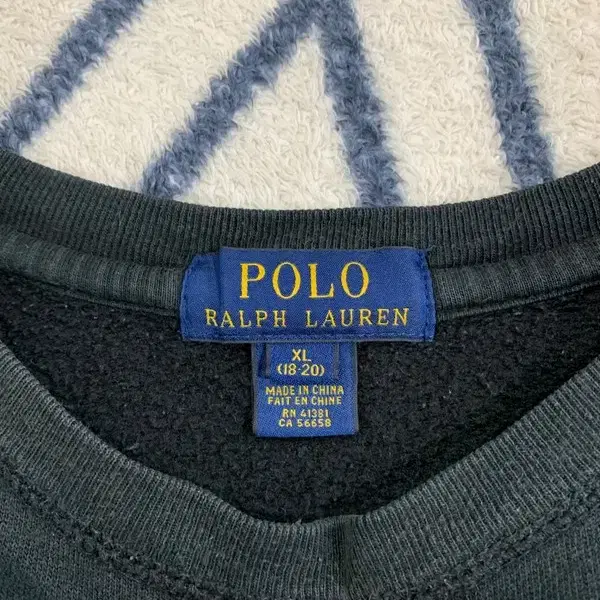 POLO
RALPH LAUREN
XL
(18-20)
MADE IN CHINA
FAIT EN CHINE
RN 41381
CA 56658